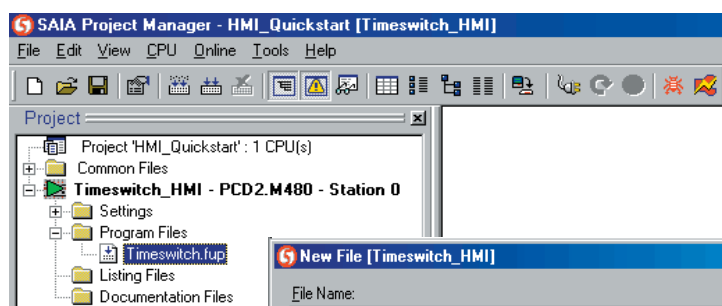 SAIA Project Manager - HMI_Quickstart [Timeswitch_HMI]
File Edit View CPU Online Tools Help
Project
Project 'HMI_Quickstart' : 1 CPU(s)
Common Files
Timeswitch_HMI - PCD2.M480 - Station 0
Settings
Program Files
Timeswitch.fup
Listing Files
Documentation Files
New File [Timeswitch_HMI]
File Name: